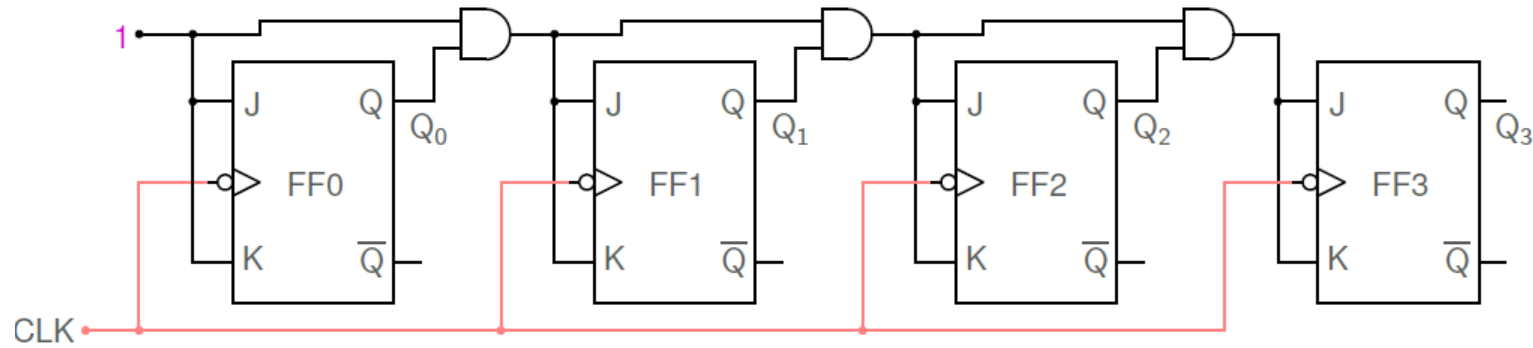 1
J Q J Q J Q J Q
Q₀ Q₁ Q₂ Q₃
FF0 FF1 FF2 FF3
K Q̅ K Q̅ K Q̅ K Q̅
CLK